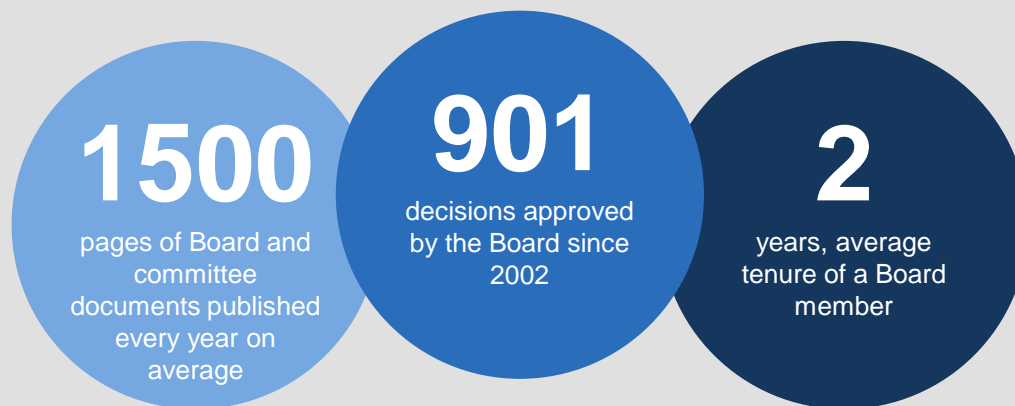 1500
pages of Board and
committee
documents published
every year on
average
901
decisions approved
by the Board since
2002
2
years, average
tenure of a Board
member